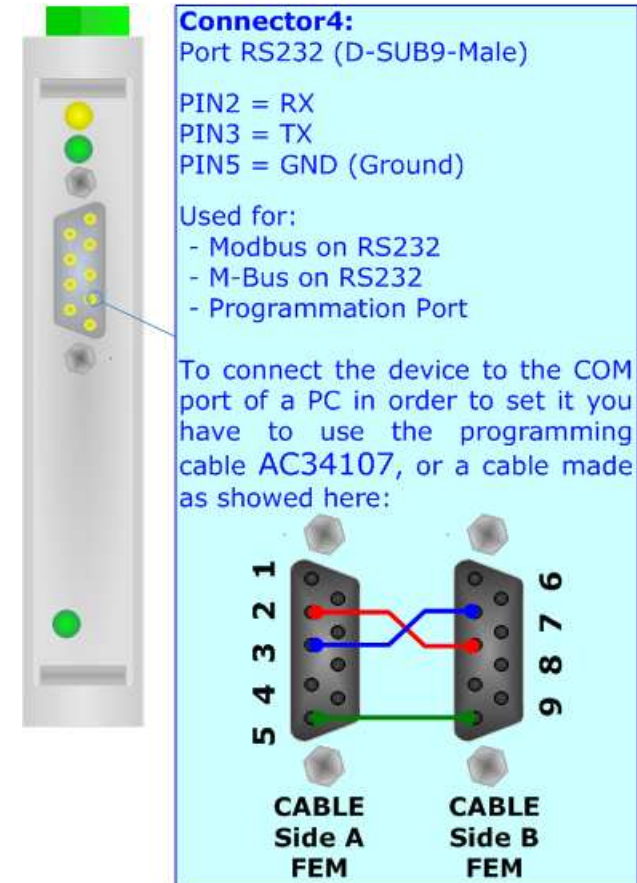 Connector4:
Port RS232 (D-SUB9-Male)
PIN2 = RX
PIN3 = TX
PIN5 = GND (Ground)
Used for:
- Modbus on RS232
- M-Bus on RS232
- Programmation Port
To connect the device to the COM
port of a PC in order to set it you
have to use the programming
cable AC34107, or a cable made
as showed here:
1
2
3
4
5
6
7
8
9
CABLE
Side A
FEM
CABLE
Side B
FEM